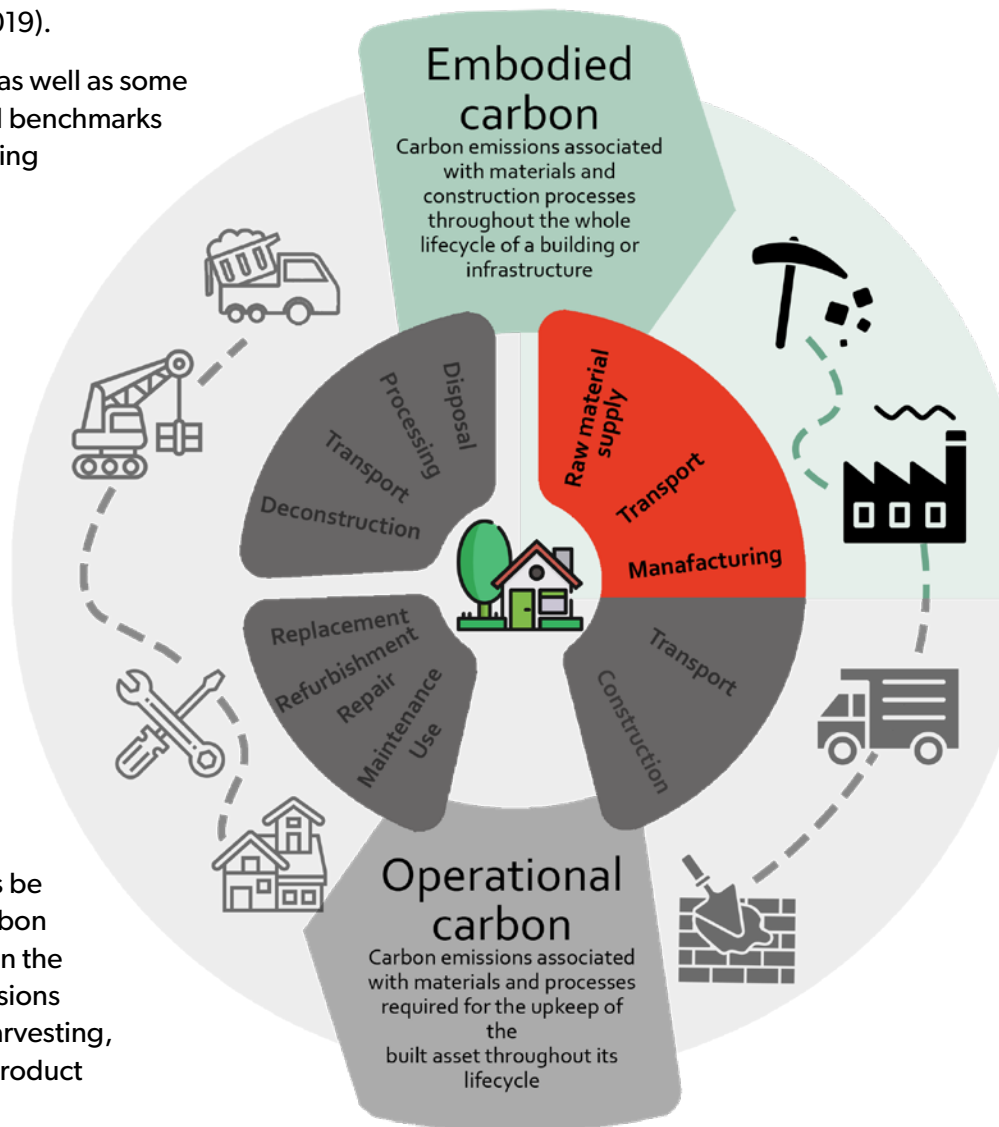 019).
as well as some
l benchmarks
ing
Embodied
carbon
Carbon emissions associated
with materials and
construction processes
throughout the whole
lifecycle of a building or
infrastructure
Raw material
supply
Transport
Manafacturing
Transport
Construction
Disposal
Processing
Transport
Deconstruction
Replacement
Refurbishment
Repair
Maintenance
Use
Operational
carbon
Carbon emissions associated
with materials and processes
required for the upkeep of
the
built asset throughout its
lifecycle
s be
rbon
n the
sions
arvesting,
product